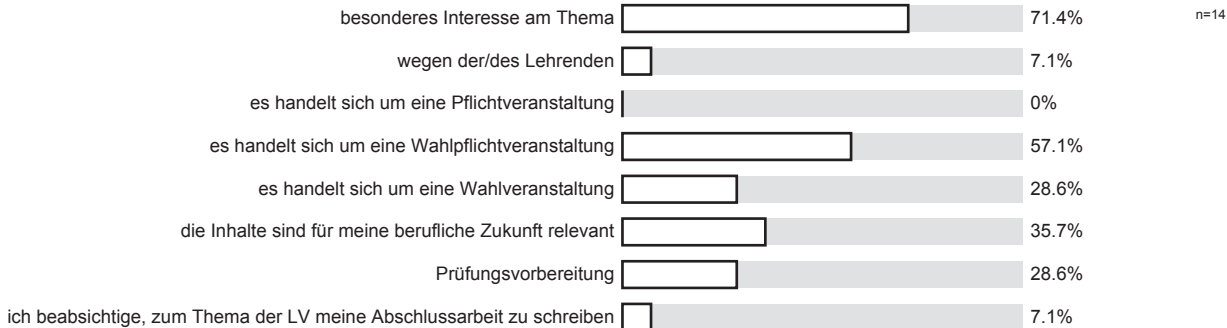 besonderes Interesse am Thema 71.4% n=14
wegen der/des Lehrenden 7.1%
es handelt sich um eine Pflichtveranstaltung 0%
es handelt sich um eine Wahlpflichtveranstaltung 57.1%
es handelt sich um eine Wahlveranstaltung 28.6%
die Inhalte sind für meine berufliche Zukunft relevant 35.7%
Prüfungsvorbereitung 28.6%
ich beabsichtige, zum Thema der LV meine Abschlussarbeit zu schreiben 7.1%